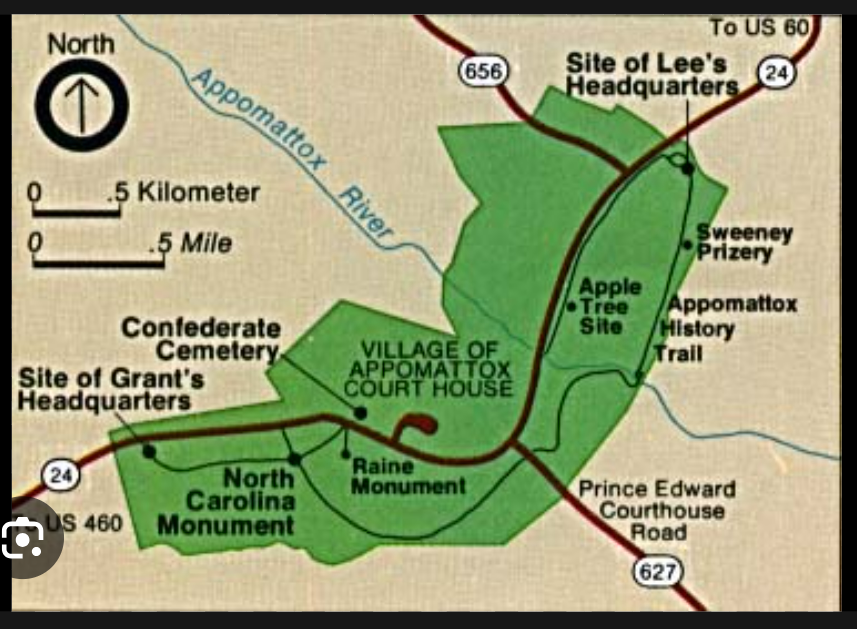 North
To US 60
656
24
Site of Lee's
Headquarters
Appomattox River
0 .5 Kilometer
0 .5 Mile
Sweeney
Prizery
Apple
Tree
Site
Appomattox
History
Trail
Confederate
Cemetery
VILLAGE OF
APPOMATTOX
COURT HOUSE
Site of Grant's
Headquarters
24
US 460
North
Carolina
Monument
Raine
Monument
Prince Edward
Courthouse
Road
627